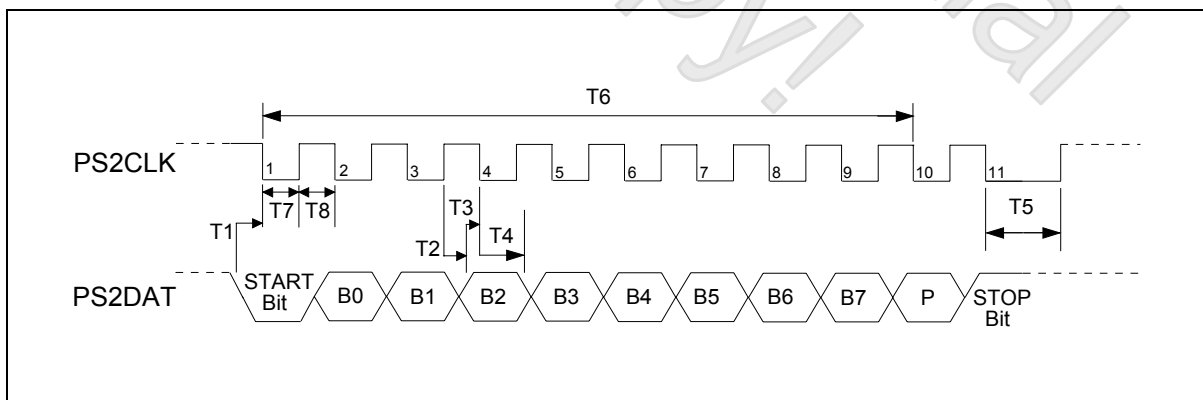 T6
PS2CLK
1 2 3 4 5 6 7 8 9 10 11
T7 T8 T3 T5
T1 T2 T4
PS2DAT
START Bit B0 B1 B2 B3 B4 B5 B6 B7 P STOP Bit